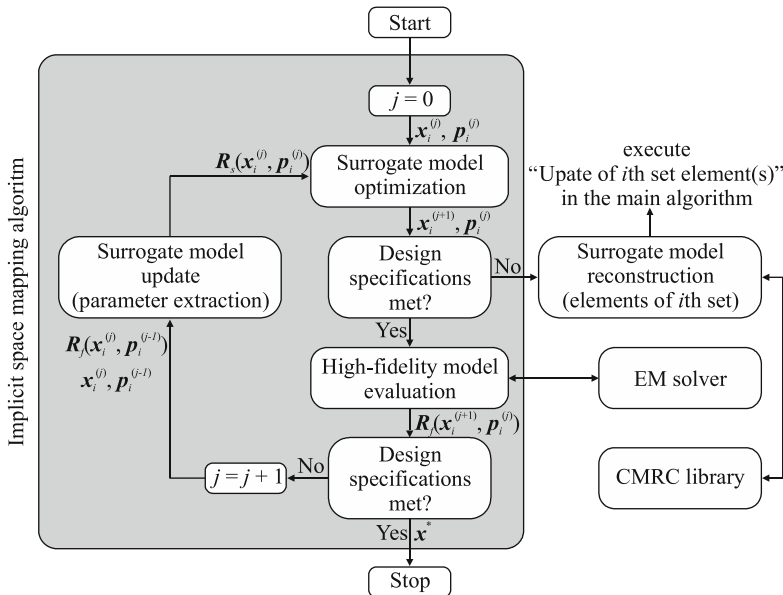 Start
Implicit space mapping algoritm
j = 0
x_i^(j), p_i^(j)
R_s(x_i^(j), p_i^(j))
Surrogate model
optimization
execute
“Upate of ith set element(s)”
in the main algorithm
x_i^(j+1), p_i^(j)
Surrogate model
update
(parameter extraction)
Design
specifications
met?
No
Surrogate model
reconstruction
(elements of ith set)
Yes
R_f(x_i^(j), p_i^(j-1))
x_i^(j), p_i^(j-1)
High-fidelity model
evaluation
EM solver
R_f(x_i^(j+1), p_i^(j))
j = j + 1
No
Design
specifications
met?
CMRC library
Yes x^*
Stop